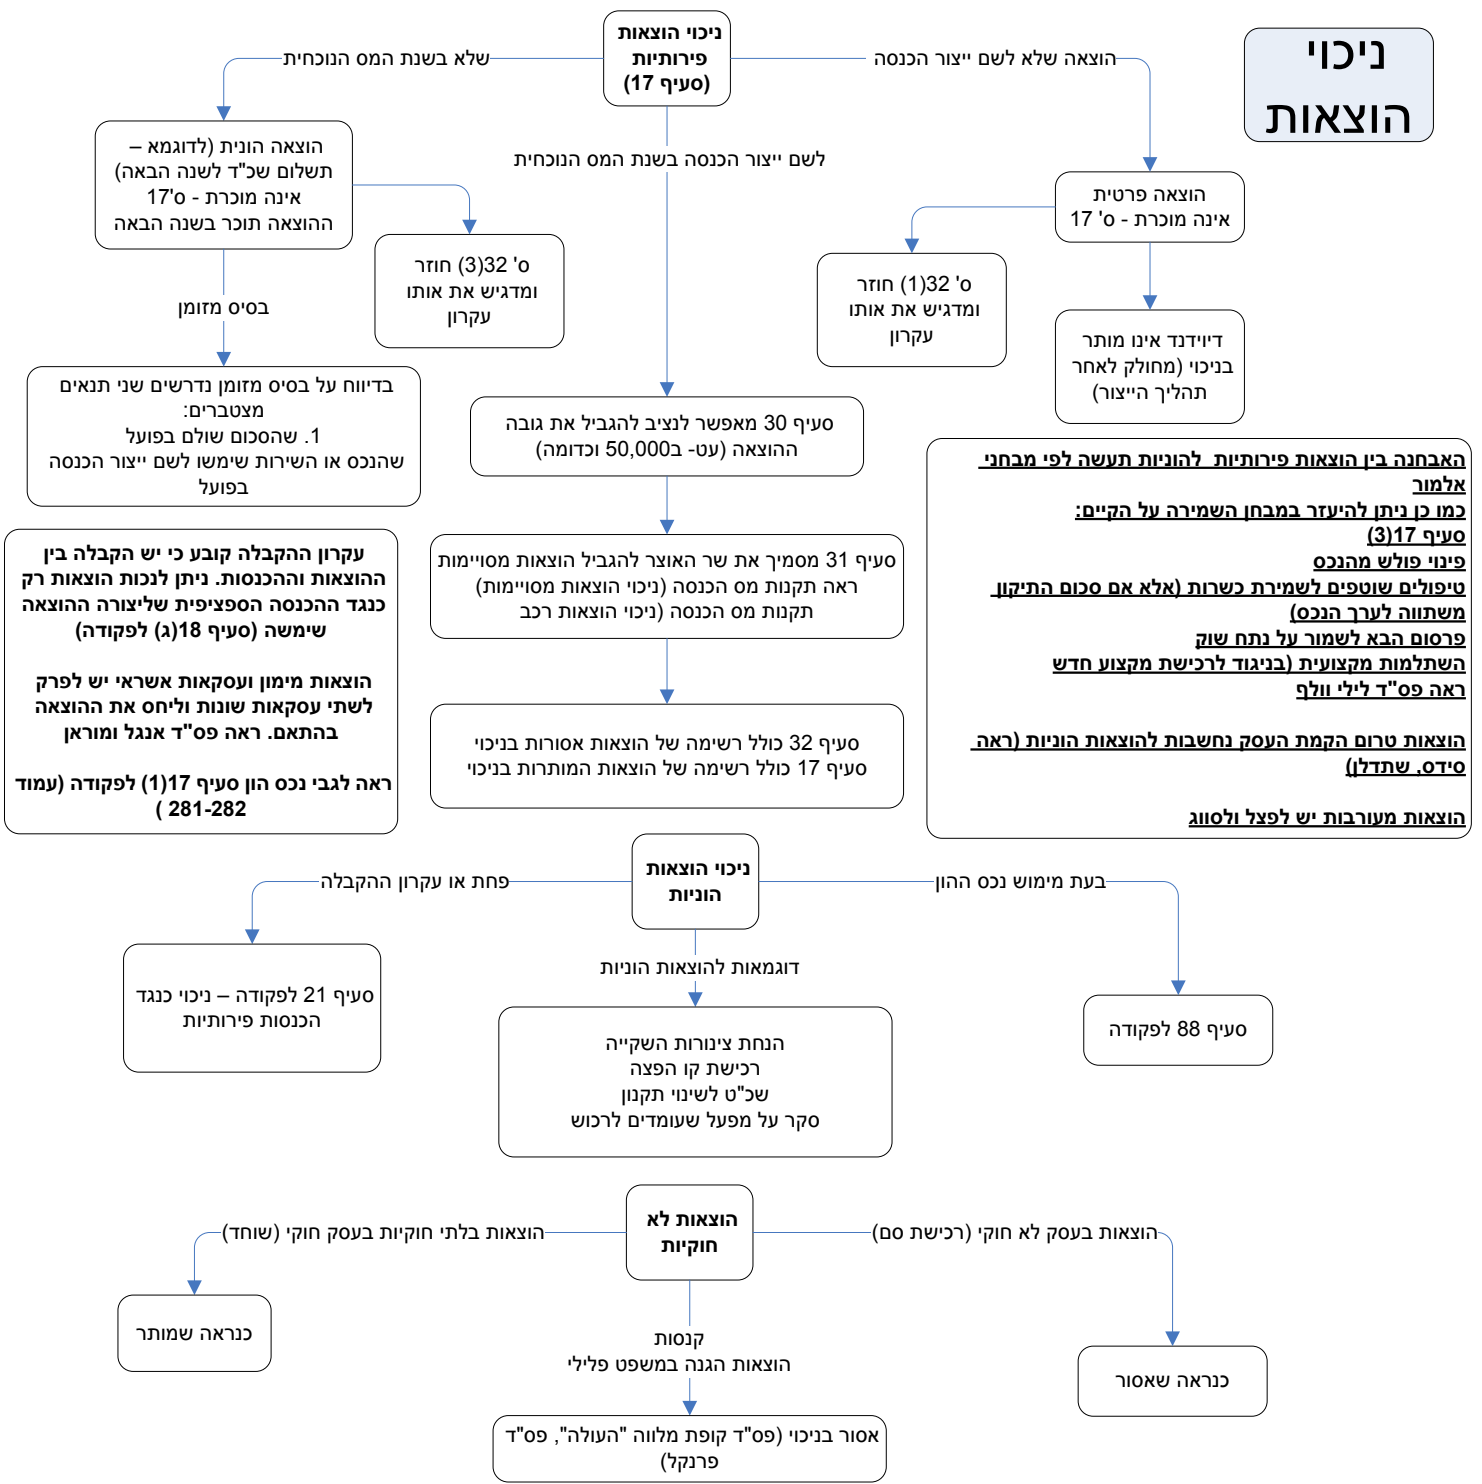 ניכוי
הוצאות
ניכוי הוצאות
פירותיות
(סעיף 17)
הוצאה שלא לשם ייצור הכנסה
שלא בשנת המס הנוכחית
לשם ייצור הכנסה בשנת המס הנוכחית
הוצאה פרטית
אינה מוכרת - ס' 17
ס' 32(1) חוזר
ומדגיש את אותו
עקרון
דיוידנד אינו מותר
בניכוי (מחולק לאחר
תהליך הייצור)
הוצאה הונית (לדוגמא –
תשלום שכ"ד לשנה הבאה)
אינה מוכרת - ס'17
ההוצאה תוכר בשנה הבאה
ס' 32(3) חוזר
ומדגיש את אותו
עקרון
בסיס מזומן
בדיווח על בסיס מזומן נדרשים שני תנאים
מצטברים:
1. שהסכום שולם בפועל
שהנכס או השירות שימשו לשם ייצור הכנסה
בפועל
סעיף 30 מאפשר לנציב להגביל את גובה
ההוצאה (עט- ב50,000 וכדומה)
סעיף 31 מסמיך את שר האוצר להגביל הוצאות מסויימות
ראה תקנות מס הכנסה (ניכוי הוצאות מסויימות)
תקנות מס הכנסה (ניכוי הוצאות רכב
סעיף 32 כולל רשימה של הוצאות אסורות בניכוי
סעיף 17 כולל רשימה של הוצאות המותרות בניכוי
האבחנה בין הוצאות פירותיות להוניות תעשה לפי מבחני
אלמור
כמו כן ניתן להיעזר במבחן השמירה על הקיים:
סעיף 17(3)
פינוי פולש מהנכס
טיפולים שוטפים לשמירת כשרות (אלא אם סכום התיקון
משתווה לערך הנכס)
פרסום הבא לשמור על נתח שוק
השתלמות מקצועית (בניגוד לרכישת מקצוע חדש
ראה פס"ד לילי וולף
הוצאות טרום הקמת העסק נחשבות להוצאות הוניות (ראה
סידס, שתדלן)
הוצאות מעורבות יש לפצל ולסווג
עקרון ההקבלה קובע כי יש הקבלה בין
ההוצאות וההכנסות. ניתן לנכות הוצאות רק
כנגד ההכנסה הספציפית שליצורה ההוצאה
שימשה (סעיף 18(ג) לפקודה)
הוצאות מימון ועסקאות אשראי יש לפרק
לשתי עסקאות שונות וליחס את ההוצאה
בהתאם. ראה פס"ד אנגל ומוראן
ראה לגבי נכס הון סעיף 17(1) לפקודה (עמוד
281-282 )
ניכוי הוצאות
הוניות
בעת מימוש נכס ההון
פחת או עקרון ההקבלה
דוגמאות להוצאות הוניות
סעיף 88 לפקודה
סעיף 21 לפקודה – ניכוי כנגד
הכנסות פירותיות
הנחת צינורות השקייה
רכישת קו הפצה
שכ"ט לשינוי תקנון
סקר על מפעל שעומדים לרכוש
הוצאות לא
חוקיות
הוצאות בעסק לא חוקי (רכישת סם)
הוצאות בלתי חוקיות בעסק חוקי (שוחד)
קנסות
הוצאות הגנה במשפט פלילי
כנראה שאסור
כנראה שמותר
אסור בניכוי (פס"ד קופת מלווה "העולה", פס"ד
פרנקל)